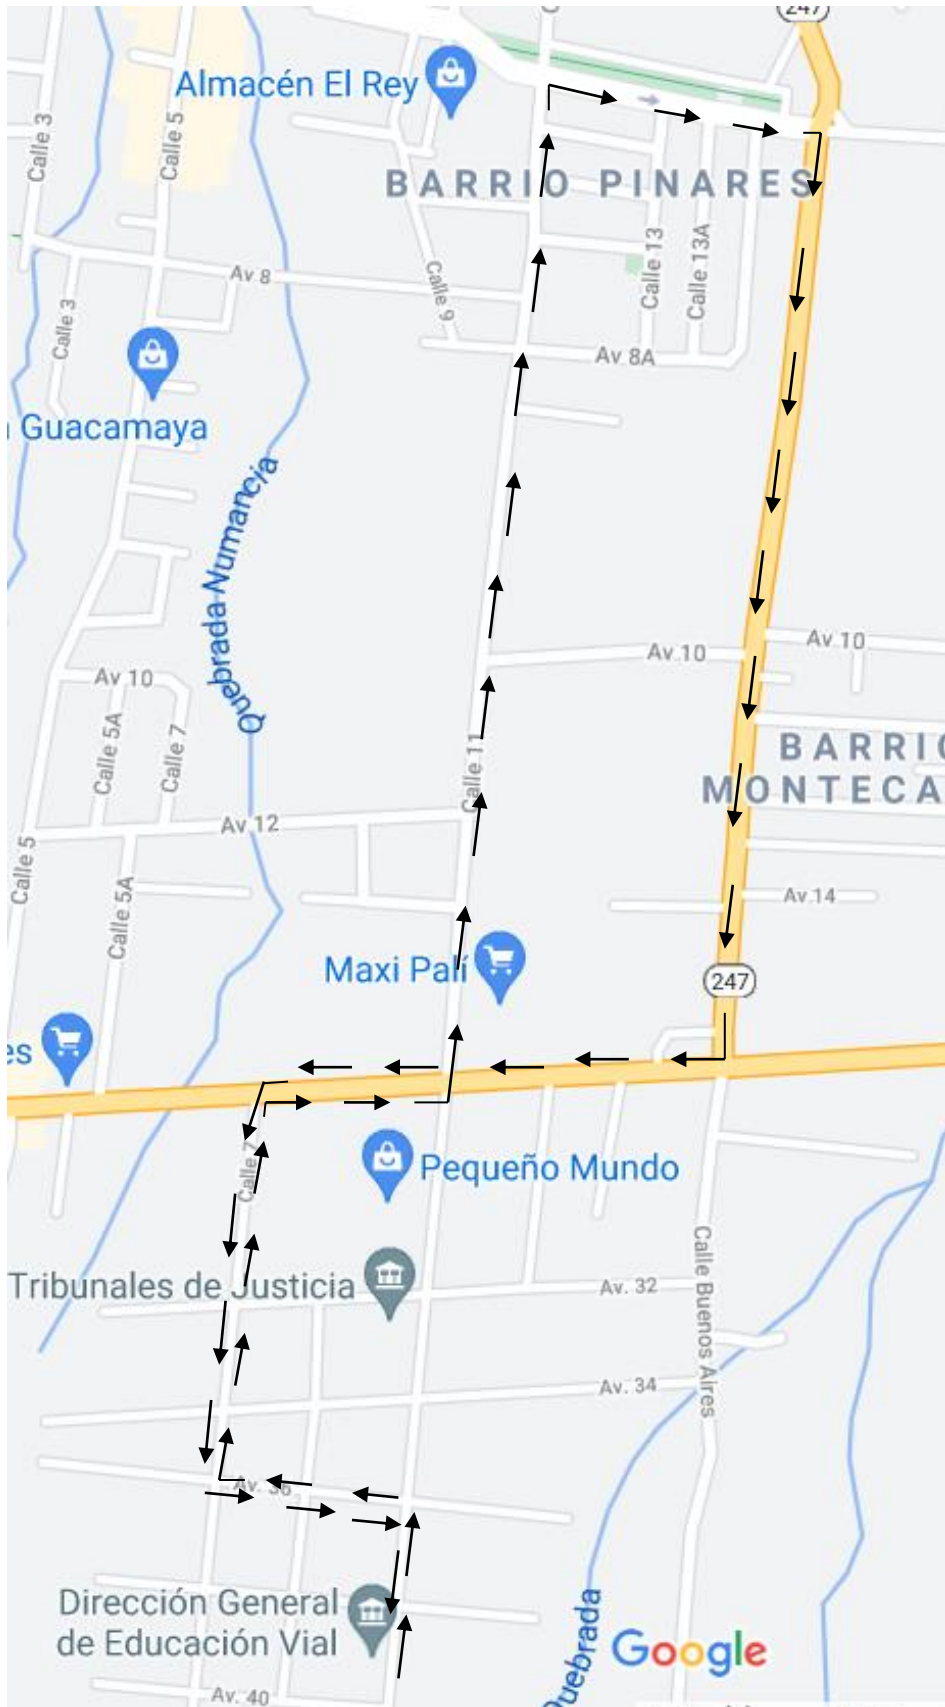 247
Almacén El Rey
Calle 3
Calle 5
BARRIO PINARES
Calle 13
Calle 13A
Av 8
Calle 9
Calle 3
Av 8A
Guacamaya
Quebrada Numancia
Av 10
Av 10
Av 10
Calle 5A
Calle 7
Calle 11
BARRIO
MONTECA
Av 12
Calle 5
Calle 5A
Av 14
Maxi Palí
247
es
Calle 7
Pequeño Mundo
Tribunales de Justicia
Av. 32
Calle Buenos Aires
Av. 34
Av. 36
Dirección General
de Educación Vial
Quebrada
Google
Av. 40